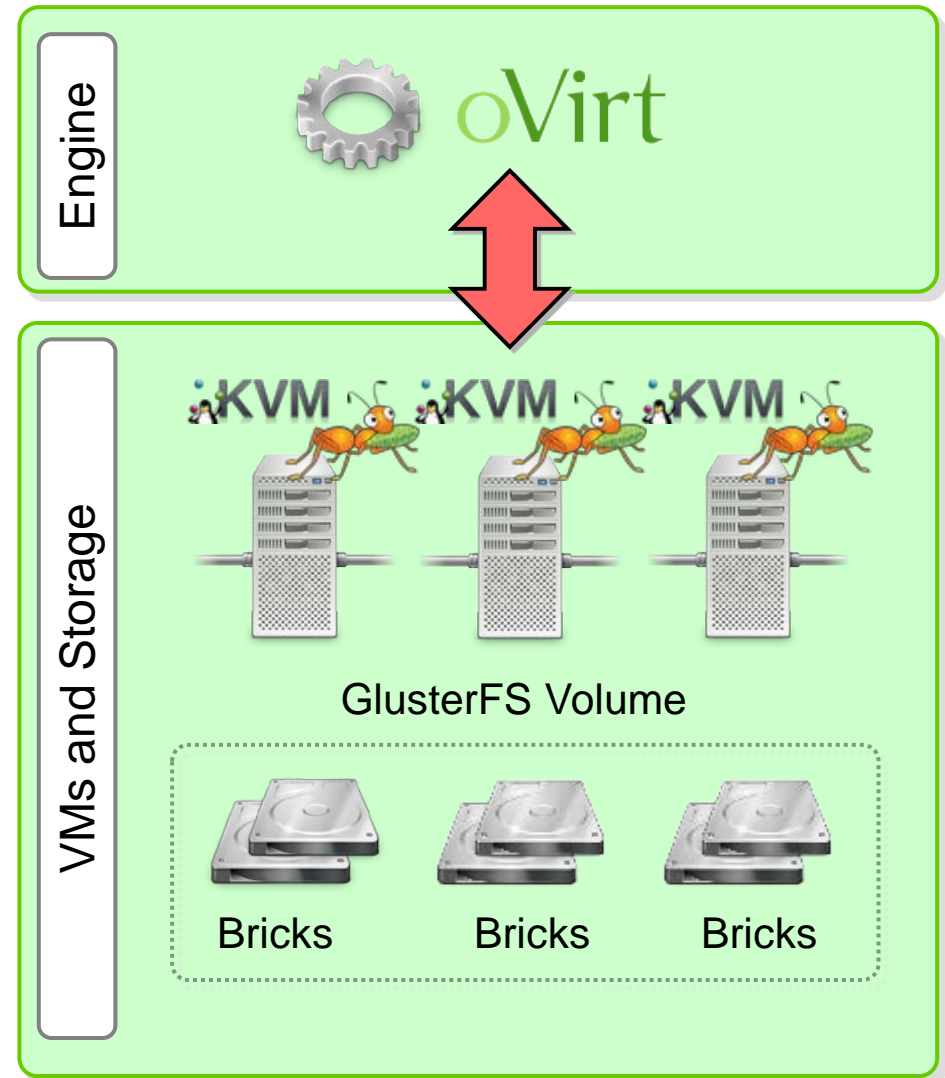 Engine
oVirt
VMs and Storage
KVM KVM KVM
GlusterFS Volume
Bricks Bricks Bricks